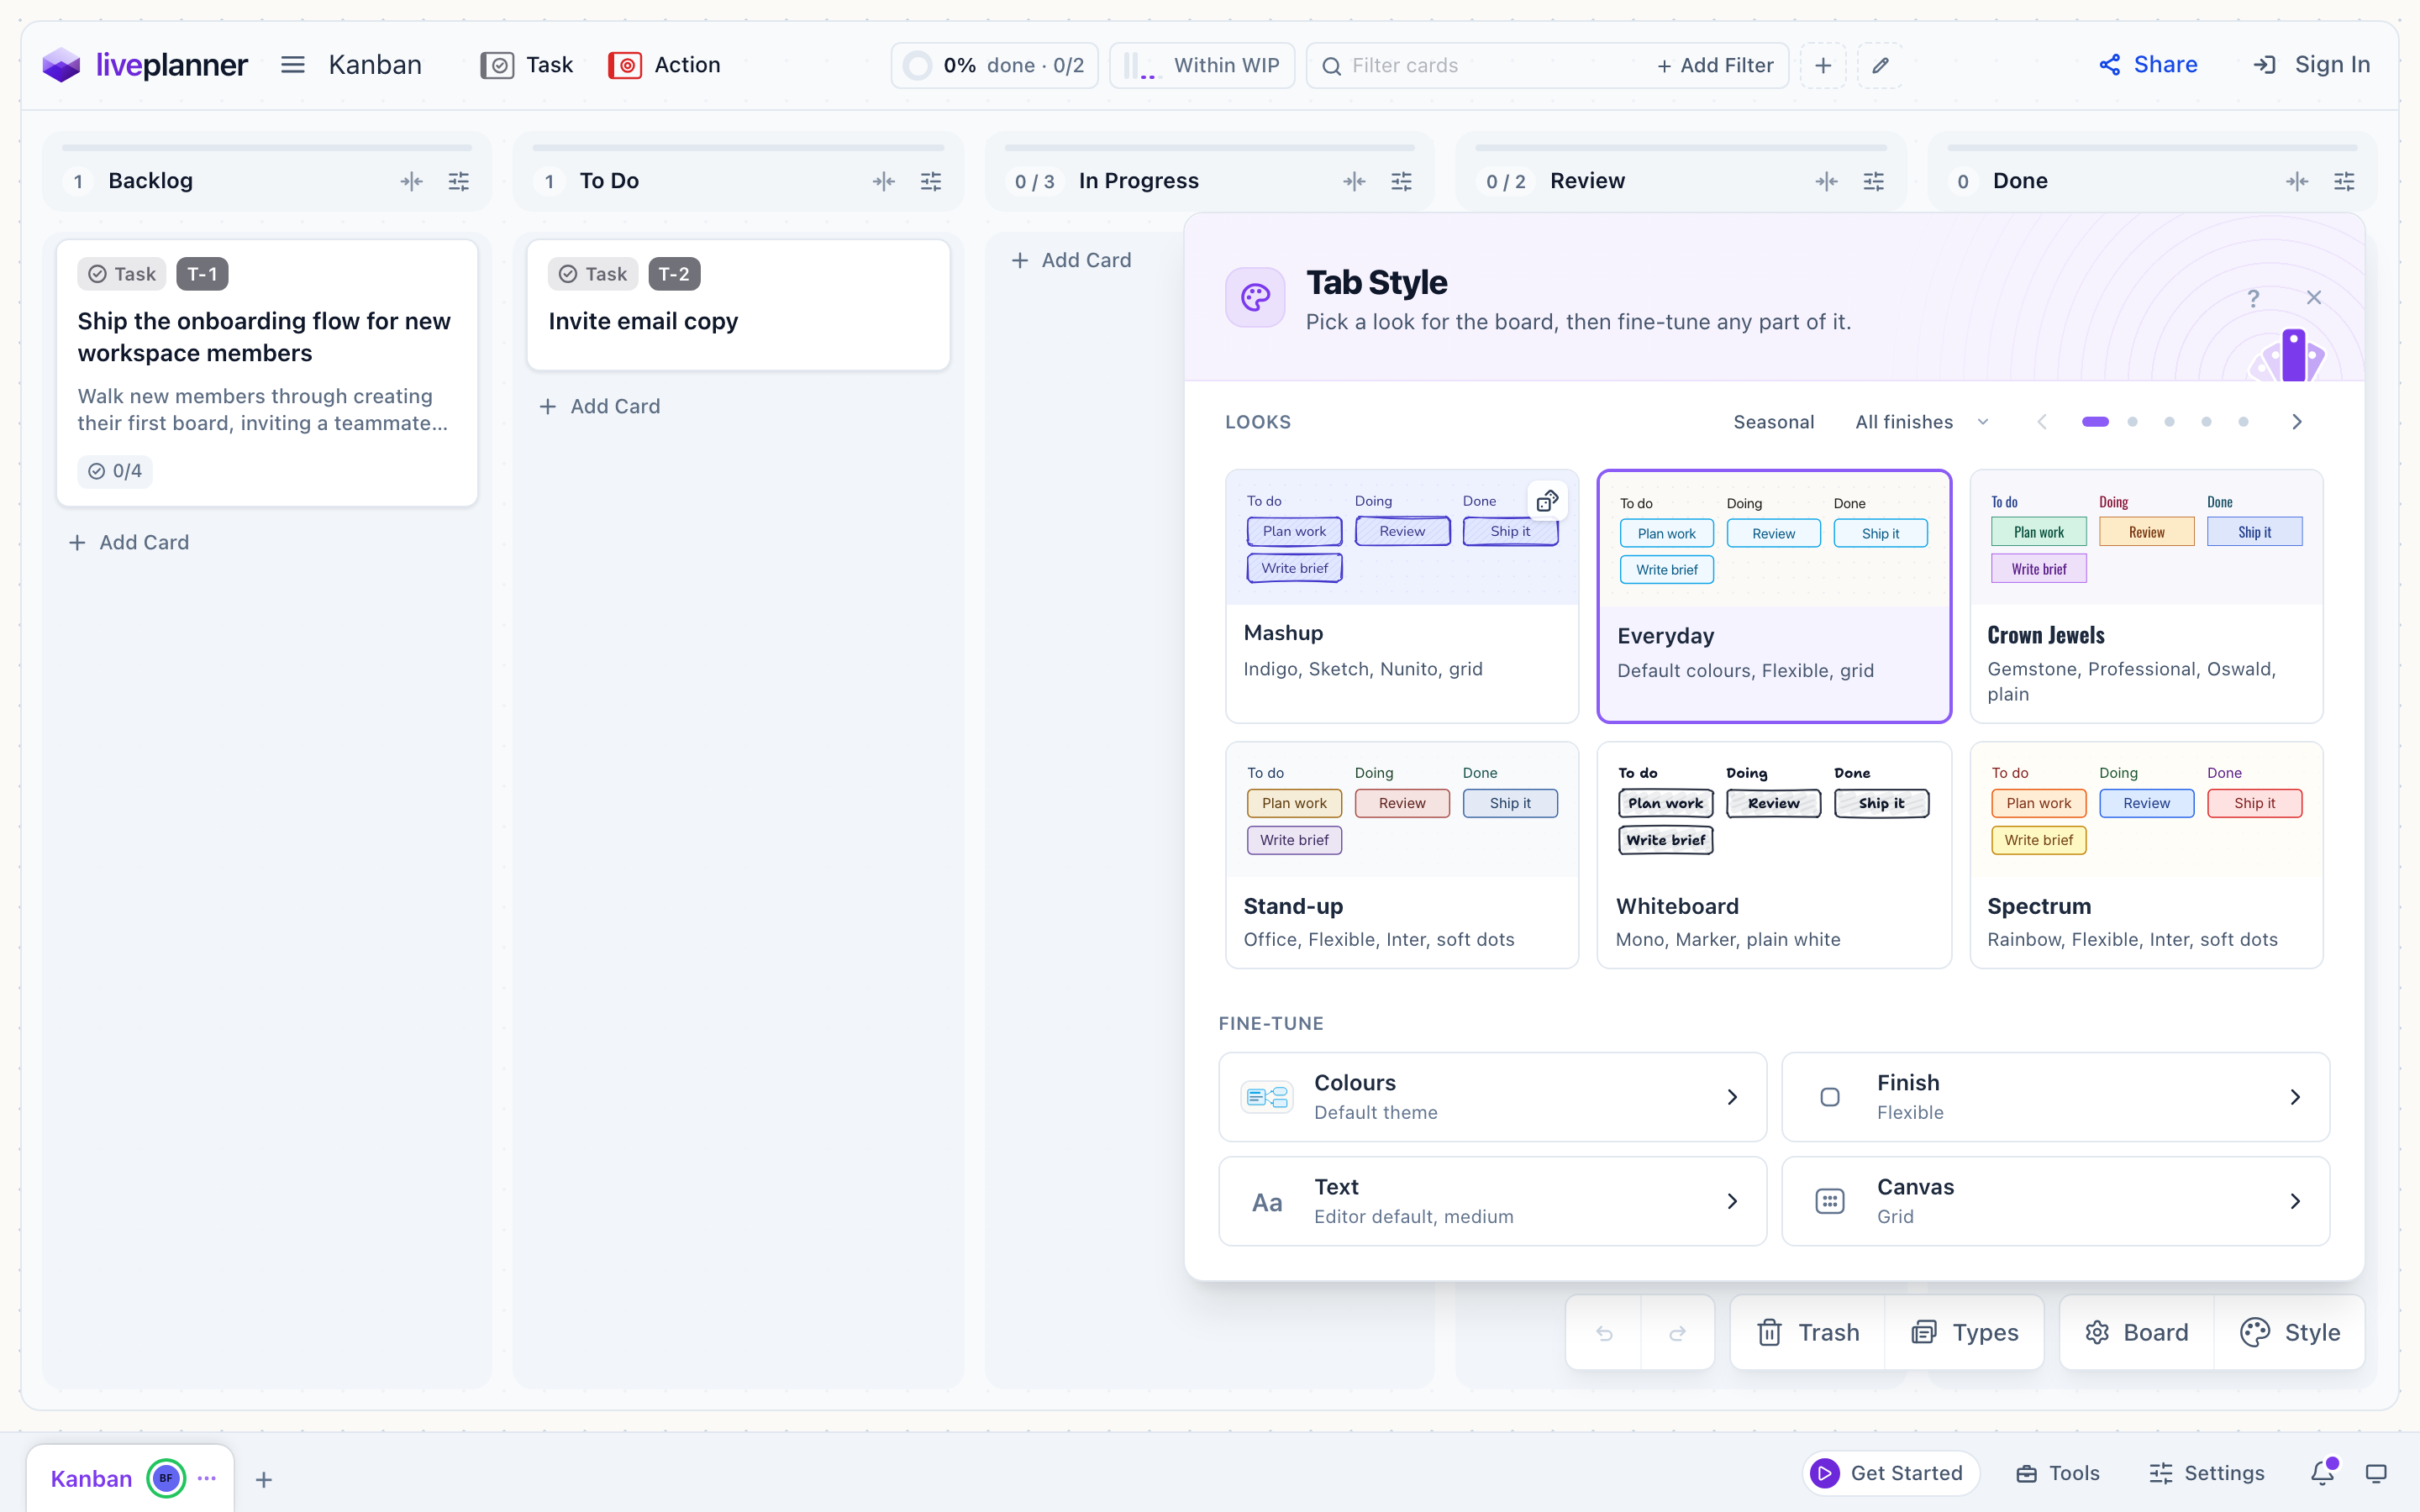 liveplanner
Kanban
Task
Action
0% done · 0/2
Within WIP
Filter cards
+ Add Filter
Share
Sign In
1 Backlog
1 To Do
0 / 3 In Progress
0 / 2 Review
0 Done
Task T-1
Ship the onboarding flow for new
workspace members
Walk new members through creating
their first board, inviting a teammate...
0/4
+ Add Card
Task T-2
Invite email copy
+ Add Card
+ Add Card
Tab Style
Pick a look for the board, then fine-tune any part of it.
?
LOOKS
Seasonal
All finishes
To do Doing Done
Plan work Review Ship it
Write brief
Mashup
Indigo, Sketch, Nunito, grid
To do Doing Done
Plan work Review Ship it
Write brief
Everyday
Default colours, Flexible, grid
To do Doing Done
Plan work Review Ship it
Write brief
Crown Jewels
Gemstone, Professional, Oswald,
plain
To do Doing Done
Plan work Review Ship it
Write brief
Stand-up
Office, Flexible, Inter, soft dots
To do Doing Done
Plan work Review Ship it
Write brief
Whiteboard
Mono, Marker, plain white
To do Doing Done
Plan work Review Ship it
Write brief
Spectrum
Rainbow, Flexible, Inter, soft dots
FINE-TUNE
Colours
Default theme
Finish
Flexible
Aa
Text
Editor default, medium
Canvas
Grid
Trash
Types
Board
Style
Kanban
BF
Get Started
Tools
Settings